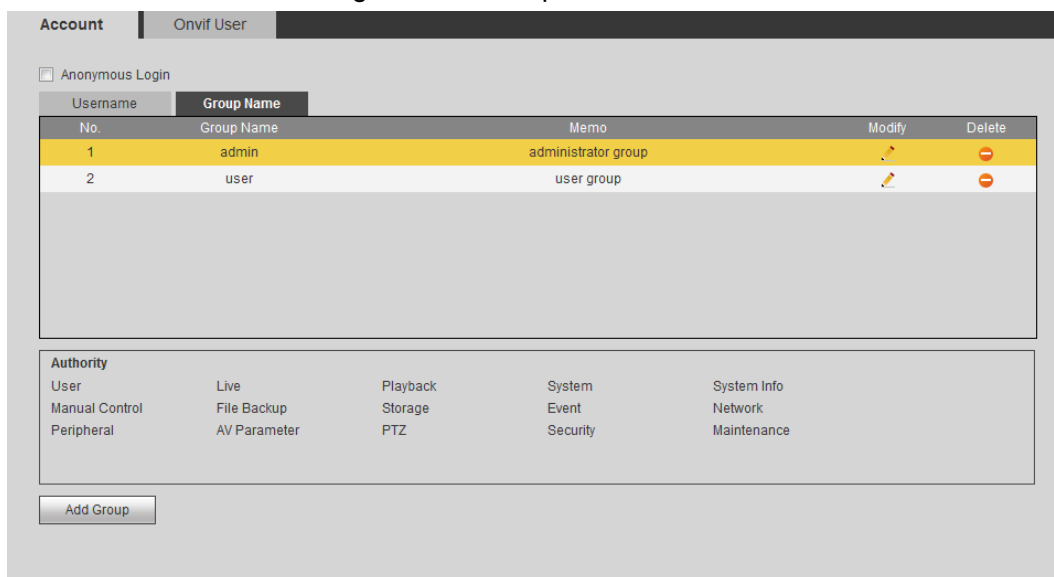 Account Onvif User
Anonymous Login
Username Group Name
No. Group Name Memo Modify Delete
1 admin administrator group
2 user user group
Authority
User Live Playback System System Info
Manual Control File Backup Storage Event Network
Peripheral AV Parameter PTZ Security Maintenance
Add Group